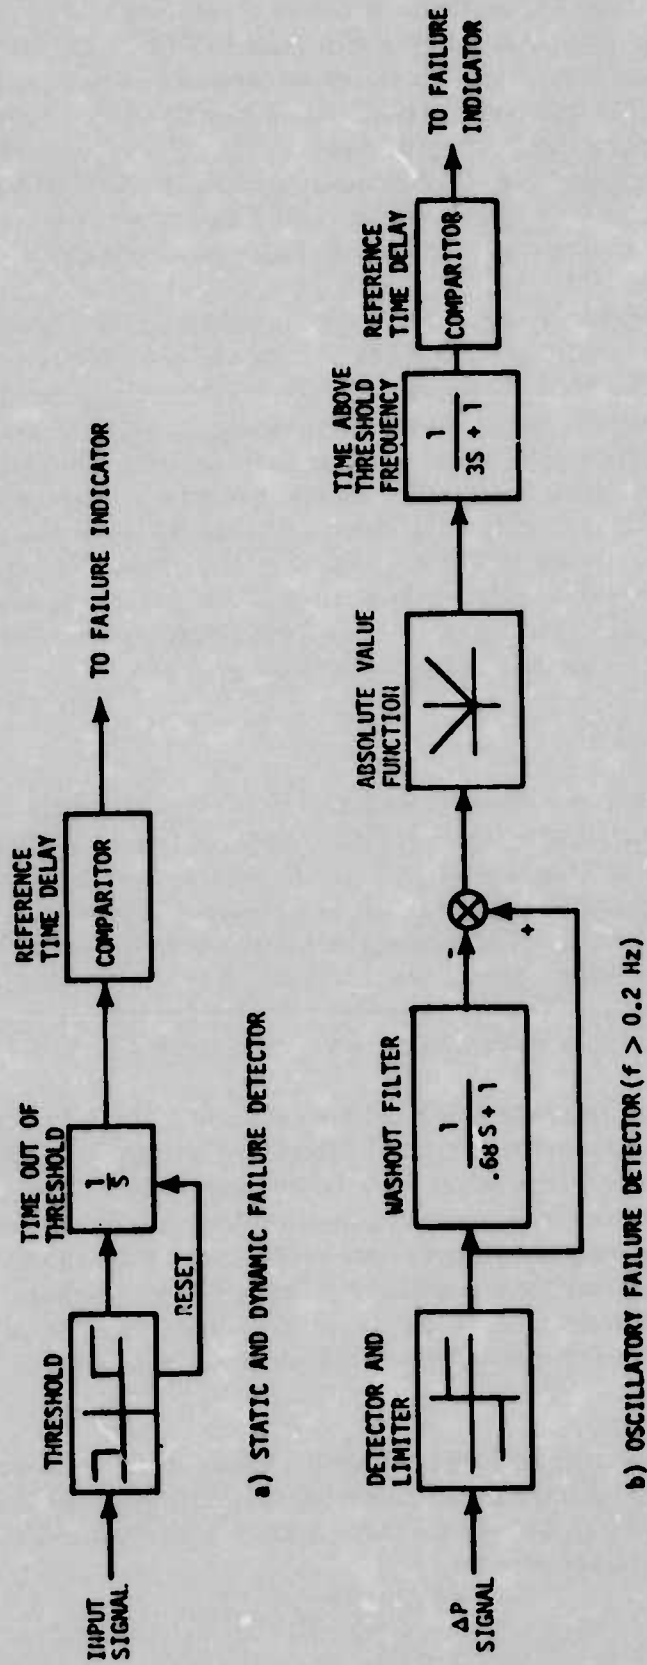 INPUT
SIGNAL
THRESHOLD
RESET
TIME OUT OF
THRESHOLD
1
S
REFERENCE
TIME DELAY
COMPARITOR
TO FAILURE INDICATOR
a) STATIC AND DYNAMIC FAILURE DETECTOR
ΔP
SIGNAL
DETECTOR AND
LIMITER
WASHOUT FILTER
1
.68 S + 1
-
+
ABSOLUTE VALUE
FUNCTION
TIME ABOVE
THRESHOLD
FREQUENCY
1
3S + 1
REFERENCE
TIME DELAY
COMPARITOR
TO FAILURE
INDICATOR
b) OSCILLATORY FAILURE DETECTOR (f > 0.2 Hz)